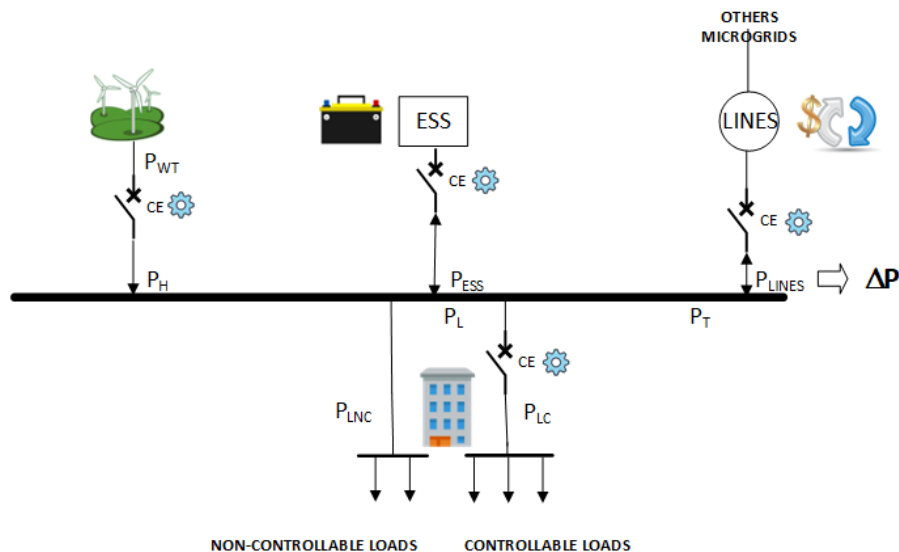 OTHERS
MICROGRIDS
ESS
LINES
$
P_WT
CE
CE
CE
P_H
P_ESS
P_LINES
ΔP
P_L
P_T
CE
P_LNC
P_LC
NON-CONTROLLABLE LOADS
CONTROLLABLE LOADS